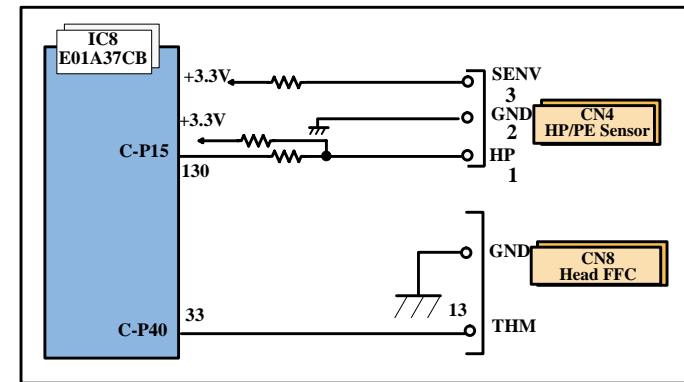 IC8
E01A37CB
+3.3V
SENV
3
GND
2
CN4
HP/PE Sensor
+3.3V
C-P15
HP
130
1
GND
CN8
Head FFC
33
13
C-P40
THM